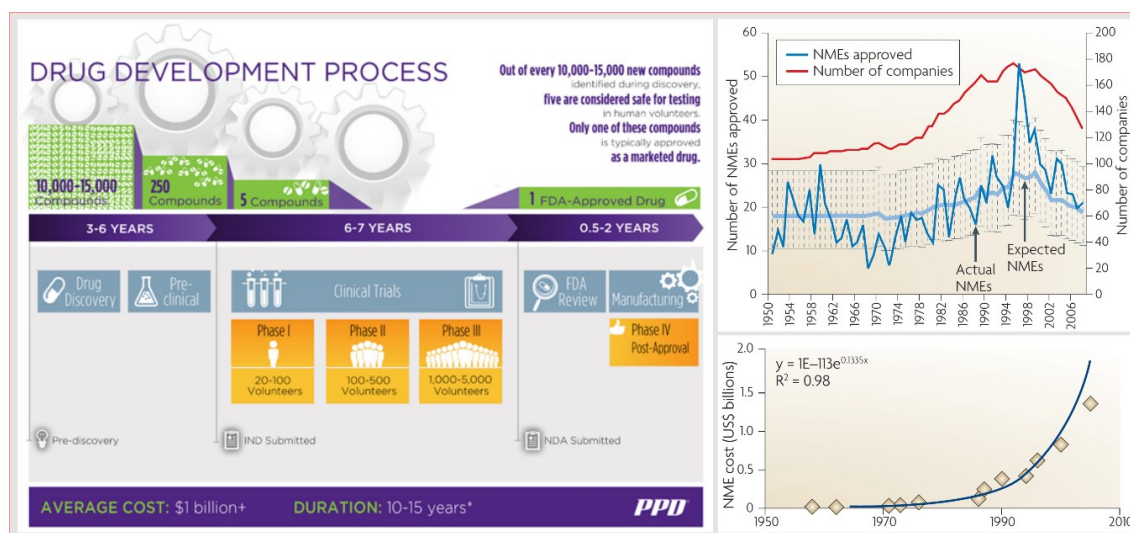 DRUG DEVELOPMENT PROCESS
Out of every 10,000-15,000 new compounds
identified during discovery,
five are considered safe for testing
in human volunteers.
Only one of these compounds
is typically approved
as a marketed drug.
10,000-15,000
Compounds
250
Compounds
5 Compounds
1 FDA-Approved Drug
3-6 YEARS
6-7 YEARS
0.5-2 YEARS
Drug
Discovery
Pre-
clinical
Clinical Trials
FDA
Review
Manufacturing
Phase I
20-100
Volunteers
Phase II
100-500
Volunteers
Phase III
1,000-5,000
Volunteers
Phase IV
Post-Approval
Pre-discovery
IND Submitted
NDA Submitted
AVERAGE COST: $1 billion+
DURATION: 10-15 years*
PPD
NMEs approved
Number of companies
Number of NMEs approved
60
50
40
30
20
10
0
200
180
160
140
120
100
80
60
40
20
0
Number of companies
Actual
NMEs
Expected
NMEs
1950
1954
1958
1962
1966
1970
1974
1978
1982
1986
1990
1994
1998
2002
2006
y = 1E–113e^0.1335x
R² = 0.98
NME cost (US$ billions)
2.0
1.5
1.0
0.5
0
1950
1970
1990
2010